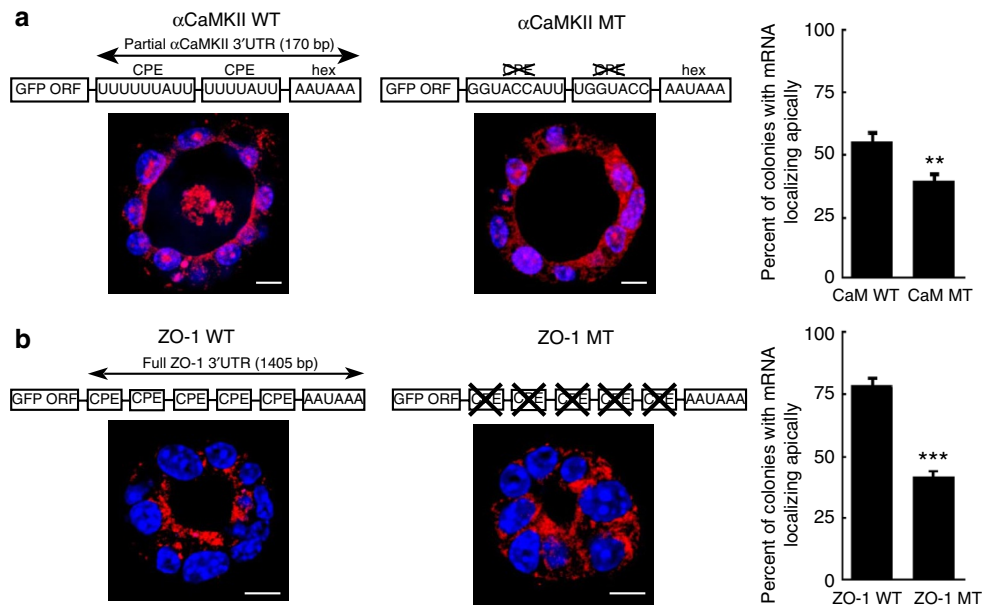 a
αCaMKII WT
Partial αCaMKII 3′UTR (170 bp)
CPE CPE hex
GFP ORF UUUUUUAUU UUUUAUU AAUAAA
αCaMKII MT
CPE CPE hex
GFP ORF GGUACCAUU UGGUACC AAUAAA
Percent of colonies with mRNA
localizing apically
100
75
50
25
0
**
CaM WT CaM MT
b
ZO-1 WT
Full ZO-1 3′UTR (1405 bp)
GFP ORF CPE CPE CPE CPE CPE AAUAAA
ZO-1 MT
GFP ORF CPE CPE CPE CPE CPE AAUAAA
Percent of colonies with mRNA
localizing apically
100
75
50
25
0
***
ZO-1 WT ZO-1 MT